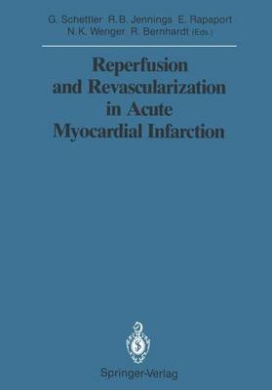 G. Schettler R. B. Jennings E. Rapaport
N. K. Wenger R. Bernhardt (Eds.)
Reperfusion
and Revascularization
in Acute
Myocardial Infarction
Springer-Verlag